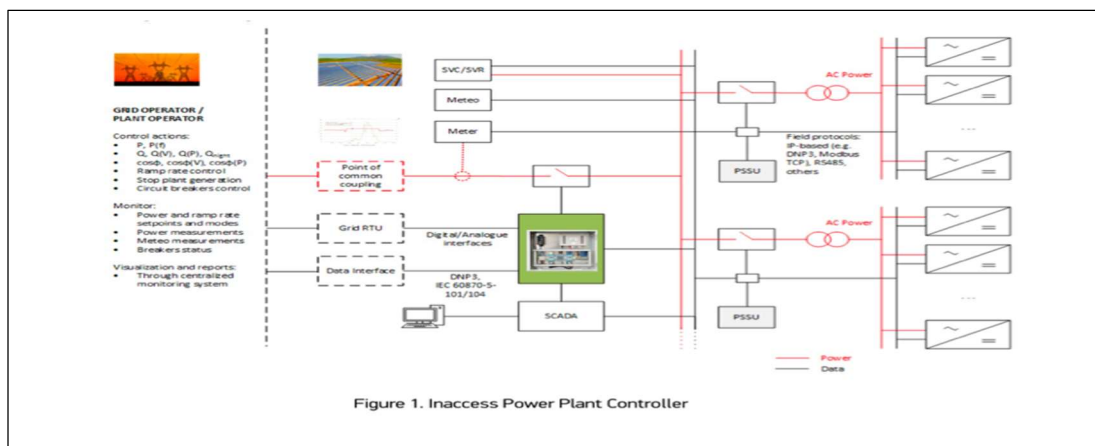 GRID OPERATOR /
PLANT OPERATOR
Control actions:
• P, P(f)
• Q, Q(V), Q(P), Qnight
• cosϕ, cosϕ(V), cosϕ(P)
• Ramp rate control
• Stop plant generation
• Circuit breakers control
Monitor:
• Power and ramp rate
setpoints and modes
• Power measurements
• Meteo measurements
• Breakers status
Visualization and reports:
• Through centralized
monitoring system
SVC/SVR
Meteo
Meter
Point of
common
coupling
Grid RTU
Digital/Analogue
interfaces
Data Interface
DNP3,
IEC 60870-5-
101/104
SCADA
AC Power
Field protocols:
IP-based (e.g.
DNP3, Modbus
TCP), RS485,
others
PSSU
...
AC Power
PSSU
...
Power
Data
Figure 1. Inaccess Power Plant Controller